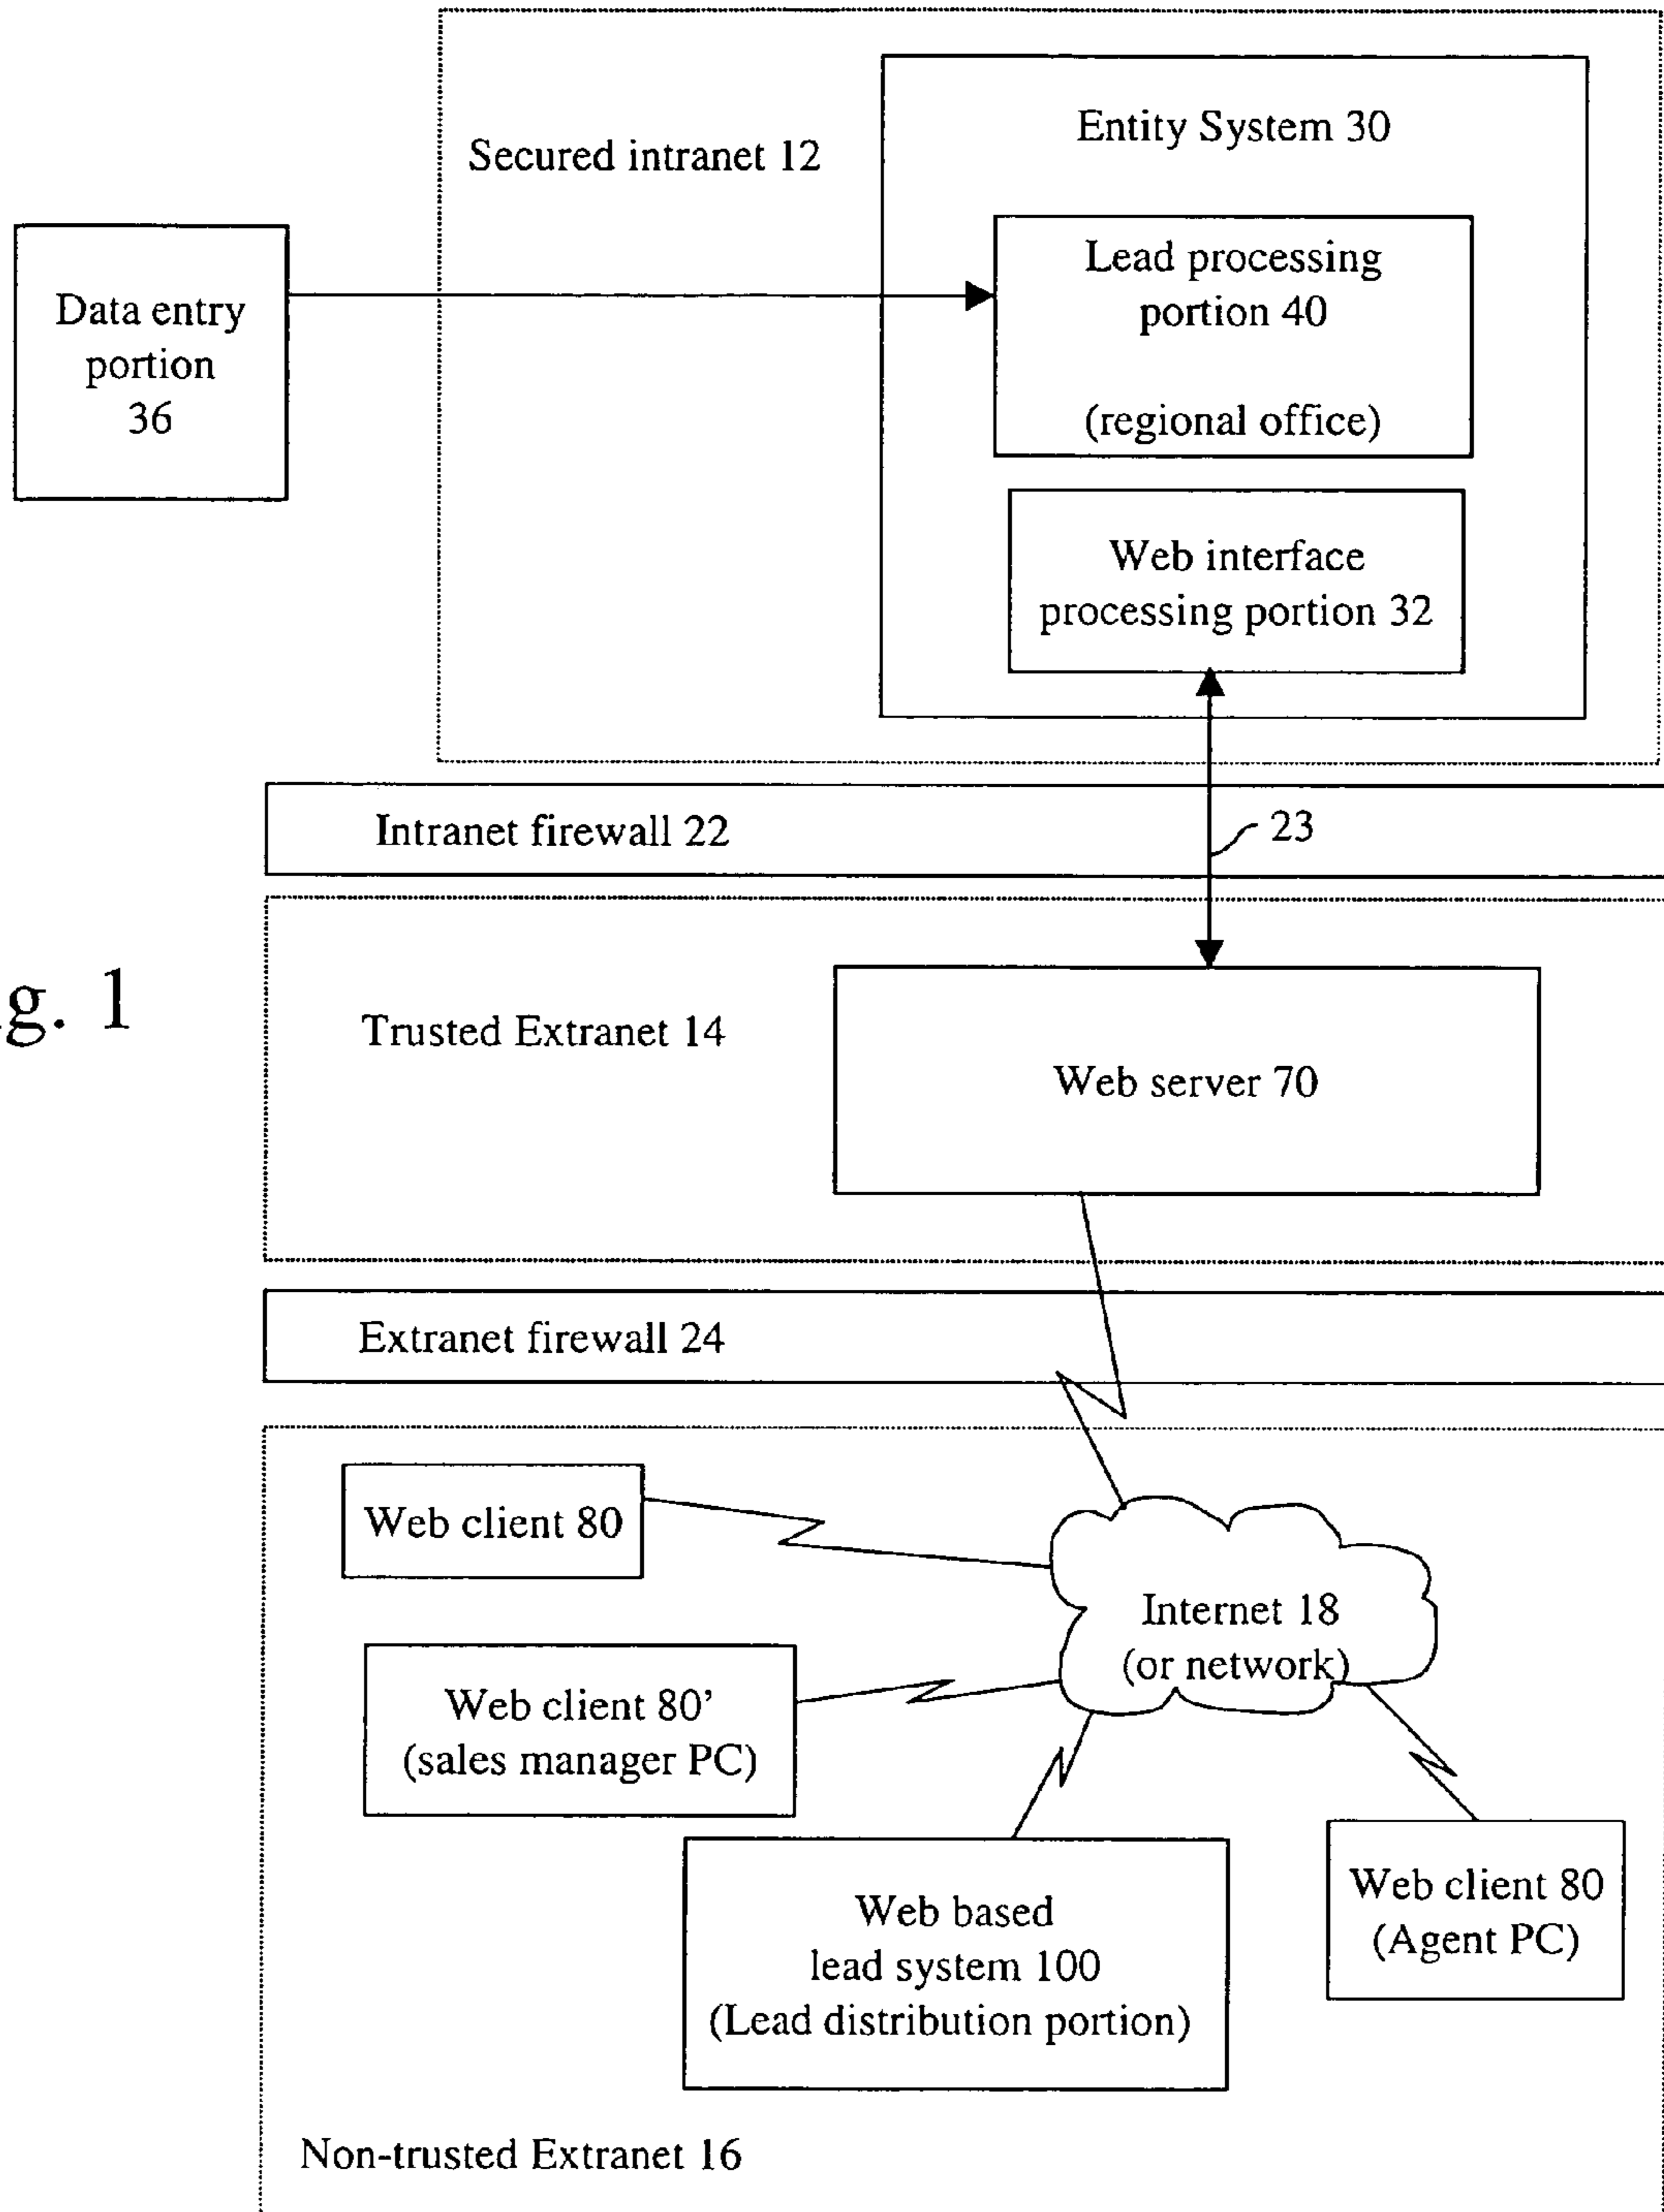 Entity System 30
Secured intranet 12
Lead processing
portion 40
(regional office)
Data entry
portion
36
Web interface
processing portion 32
Intranet firewall 22
23
g. 1
Trusted Extranet 14
Web server 70
Extranet firewall 24
Web client 80
Internet 18
(or network)
Web client 80’
(sales manager PC)
Web client 80
(Agent PC)
Web based
lead system 100
(Lead distribution portion)
Non-trusted Extranet 16